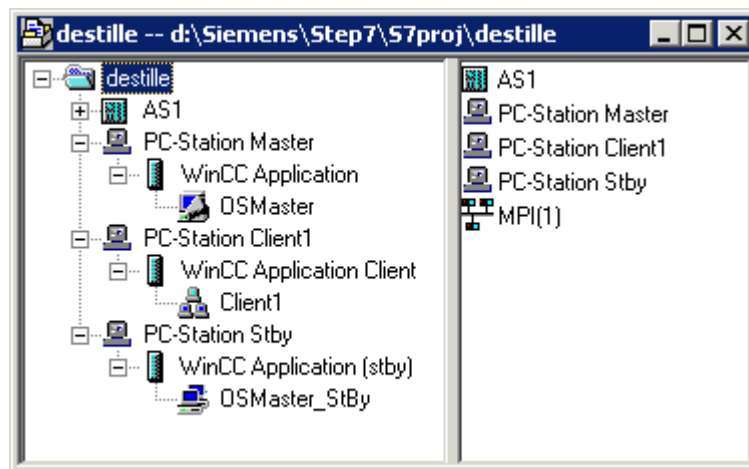 destille -- d:\Siemens\Step7\S7proj\destille
destille
AS1
PC-Station Master
WinCC Application
OSMaster
PC-Station Client1
WinCC Application Client
Client1
PC-Station Stby
WinCC Application (stby)
OSMaster_StBy
AS1
PC-Station Master
PC-Station Client1
PC-Station Stby
MPI(1)